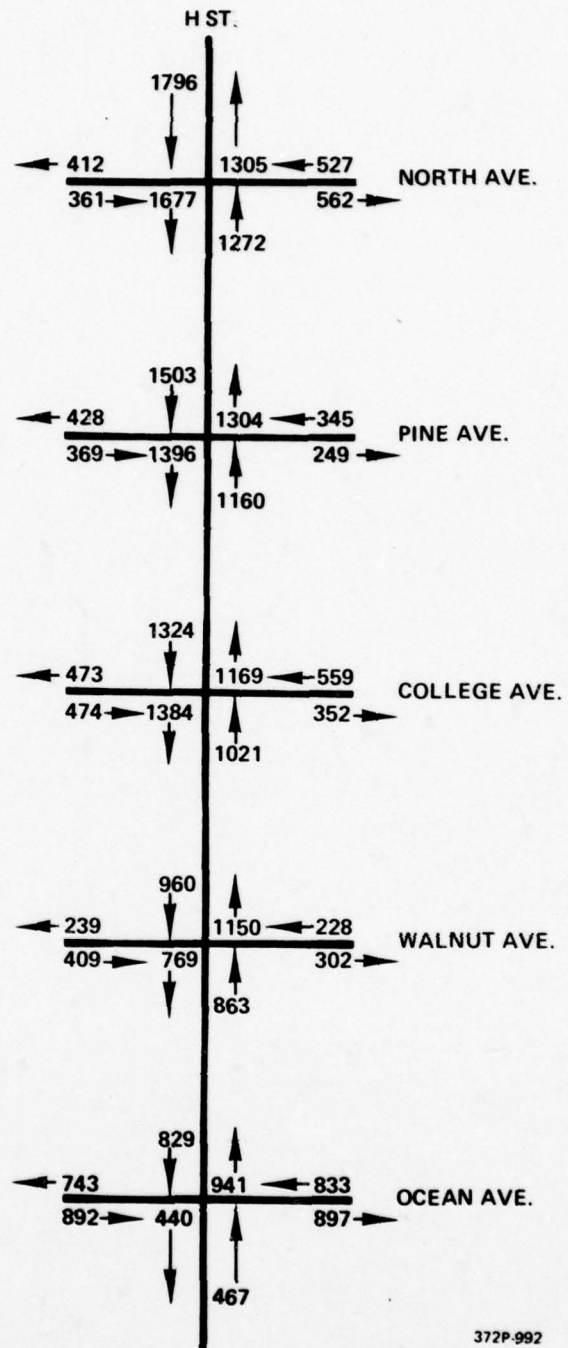 H ST.
1796
412 1305 527
NORTH AVE.
361 1677 562
1272
1503
428 1304 345
PINE AVE.
369 1396 249
1160
1324
473 1169 559
COLLEGE AVE.
474 1384 352
1021
960
239 1150 228
WALNUT AVE.
409 769 302
863
829
743 941 833
OCEAN AVE.
892 440 897
467
372P-992